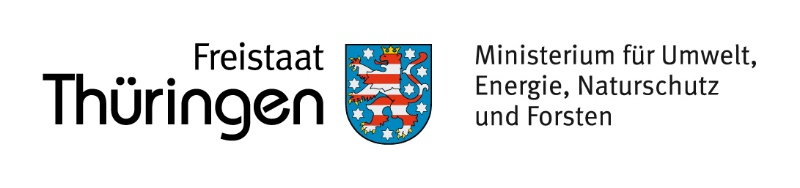 Freistaat
Thüringen
Ministerium für Umwelt,
Energie, Naturschutz
und Forsten